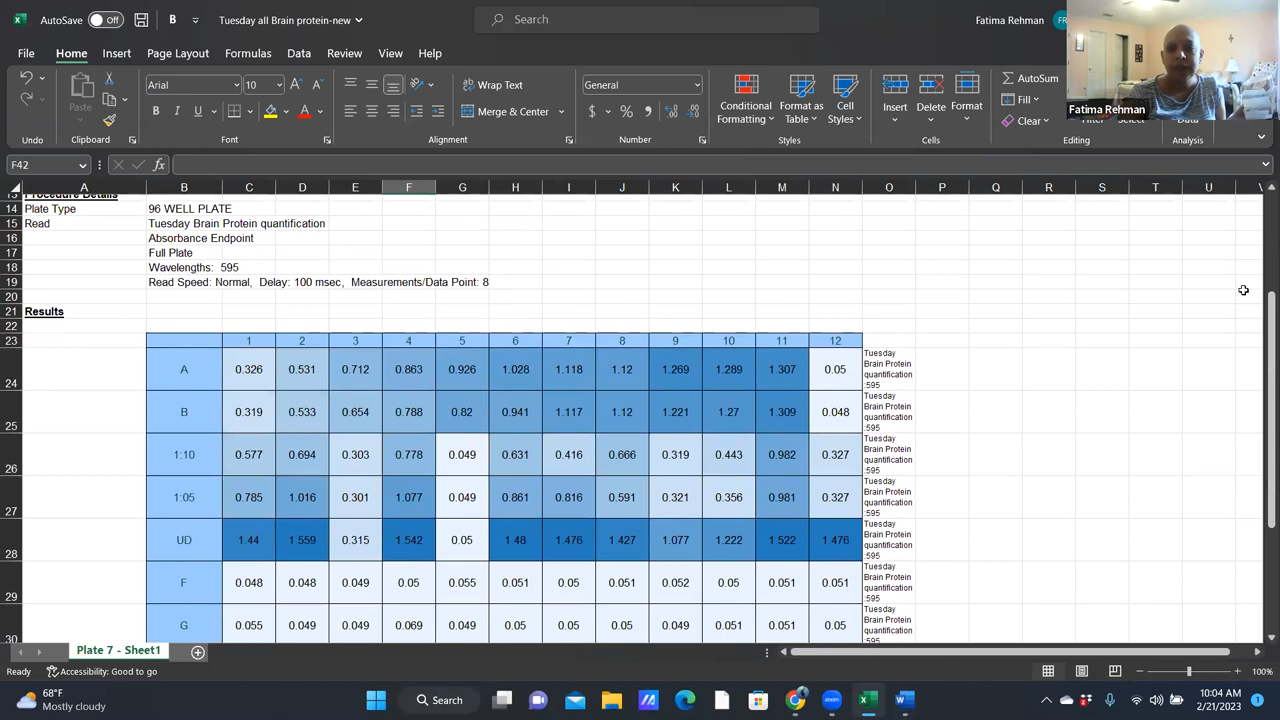 AutoSave Off B Tuesday all Brain protein-new Search Fatima Rehman FR
File Home Insert Page Layout Formulas Data Review View Help
Paste Arial 10 A A Wrap Text General Conditional Formatting Format as Table Cell Styles Insert Delete Format AutoSum
B I U A Merge & Center $ % Fill Clear
Fatima Rehman
Undo Clipboard Font Alignment Number Styles Cells Editing Analysis
F42 fx
A B C D E F G H I J K L M N O P Q R S T U V
Procedure Details
14 Plate Type 96 WELL PLATE
15 Read Tuesday Brain Protein quantification
16 Absorbance Endpoint
17 Full Plate
18 Wavelengths: 595
19 Read Speed: Normal, Delay: 100 msec, Measurements/Data Point: 8
20
21 Results
22
23 1 2 3 4 5 6 7 8 9 10 11 12
24 A 0.326 0.531 0.712 0.863 0.926 1.028 1.118 1.12 1.269 1.289 1.307 0.05 Tuesday Brain Protein quantification :595
25 B 0.319 0.533 0.654 0.788 0.82 0.941 1.117 1.12 1.221 1.27 1.309 0.048 Tuesday Brain Protein quantification :595
26 1:10 0.577 0.694 0.303 0.778 0.049 0.631 0.416 0.666 0.319 0.443 0.982 0.327 Tuesday Brain Protein quantification :595
27 1:05 0.785 1.016 0.301 1.077 0.049 0.861 0.816 0.591 0.321 0.356 0.981 0.327 Tuesday Brain Protein quantification :595
28 UD 1.44 1.559 0.315 1.542 0.05 1.48 1.476 1.427 1.077 1.222 1.522 1.476 Tuesday Brain Protein quantification :595
29 F 0.048 0.048 0.049 0.05 0.055 0.051 0.05 0.051 0.052 0.05 0.051 0.051 Tuesday Brain Protein quantification :595
30 G 0.055 0.049 0.049 0.069 0.049 0.05 0.05 0.05 0.049 0.051 0.051 0.05 Tuesday Brain Protein quantification :595
Plate 7 - Sheet1
Ready Accessibility: Good to go 100%
68°F
Mostly cloudy
Search
10:04 AM
2/21/2023